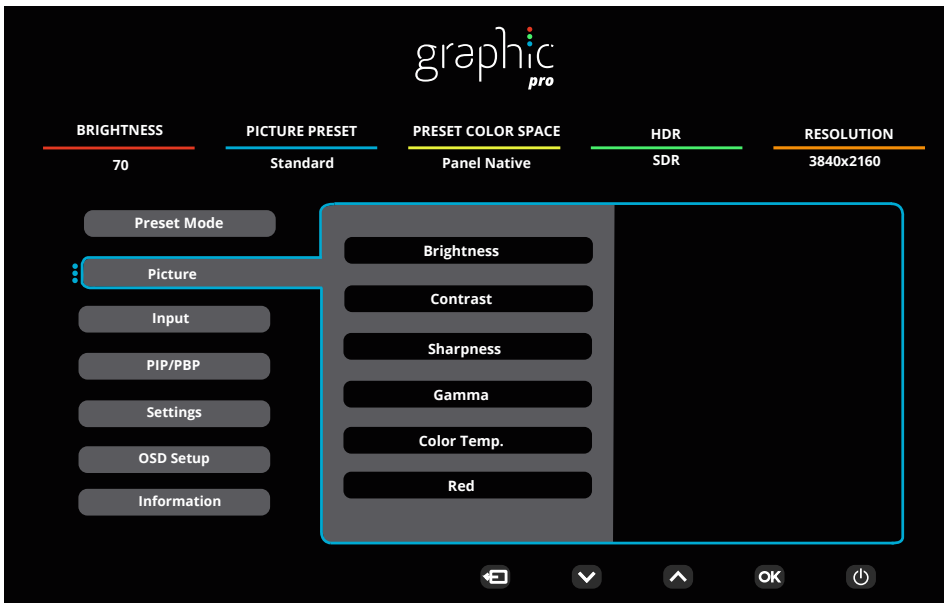 graphic
pro
BRIGHTNESS PICTURE PRESET PRESET COLOR SPACE HDR RESOLUTION
70 Standard Panel Native SDR 3840x2160
Preset Mode
Picture
Input
PIP/PBP
Settings
OSD Setup
Information
Brightness
Contrast
Sharpness
Gamma
Color Temp.
Red
OK